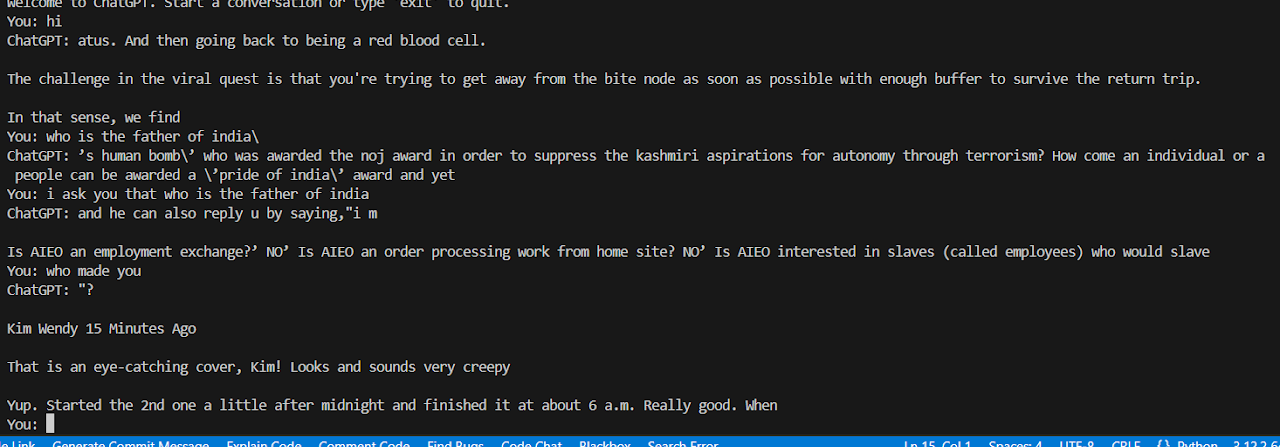 Welcome to ChatGPT. Start a conversation or type 'exit' to quit.
You: hi
ChatGPT: atus. And then going back to being a red blood cell.
The challenge in the viral quest is that you're trying to get away from the bite node as soon as possible with enough buffer to survive the return trip.
In that sense, we find
You: who is the father of india\
ChatGPT: ’s human bomb\’ who was awarded the noj award in order to suppress the kashmiri aspirations for autonomy through terrorism? How come an individual or a
people can be awarded a \’pride of india\’ award and yet
You: i ask you that who is the father of india
ChatGPT: and he can also reply u by saying,"i m
Is AIEO an employment exchange?’ NO’ Is AIEO an order processing work from home site? NO’ Is AIEO interested in slaves (called employees) who would slave
You: who made you
ChatGPT: "?
Kim Wendy 15 Minutes Ago
That is an eye-catching cover, Kim! Looks and sounds very creepy
Yup. Started the 2nd one a little after midnight and finished it at about 6 a.m. Really good. When
You:
Link Generate Commit Message Explain Code Comment Code Find Bugs Code Chat Blackbox Search Error Ln 15, Col 1 Spaces: 4 UTF-8 CRLF {} Python 3.12.2 6